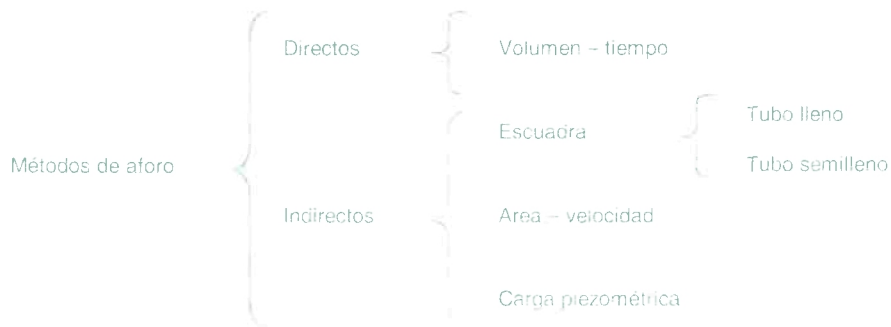 Métodos de aforo
Directos
Volumen – tiempo
Indirectos
Escuadra
Tubo lleno
Tubo semilleno
Area – velocidad
Carga piezométrica